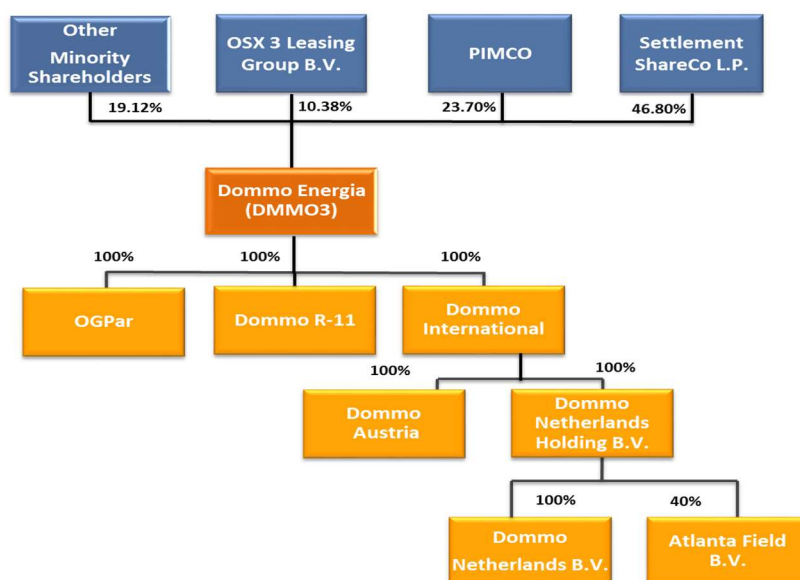 Other
Minority
Shareholders
OSX 3 Leasing
Group B.V.
PIMCO
Settlement
ShareCo L.P.
19.12%
10.38%
23.70%
46.80%
Dommo Energia
(DMMO3)
100%
100%
100%
OGPar
Dommo R-11
Dommo
International
100%
100%
Dommo
Austria
Dommo
Netherlands
Holding B.V.
100%
40%
Dommo
Netherlands B.V.
Atlanta Field
B.V.